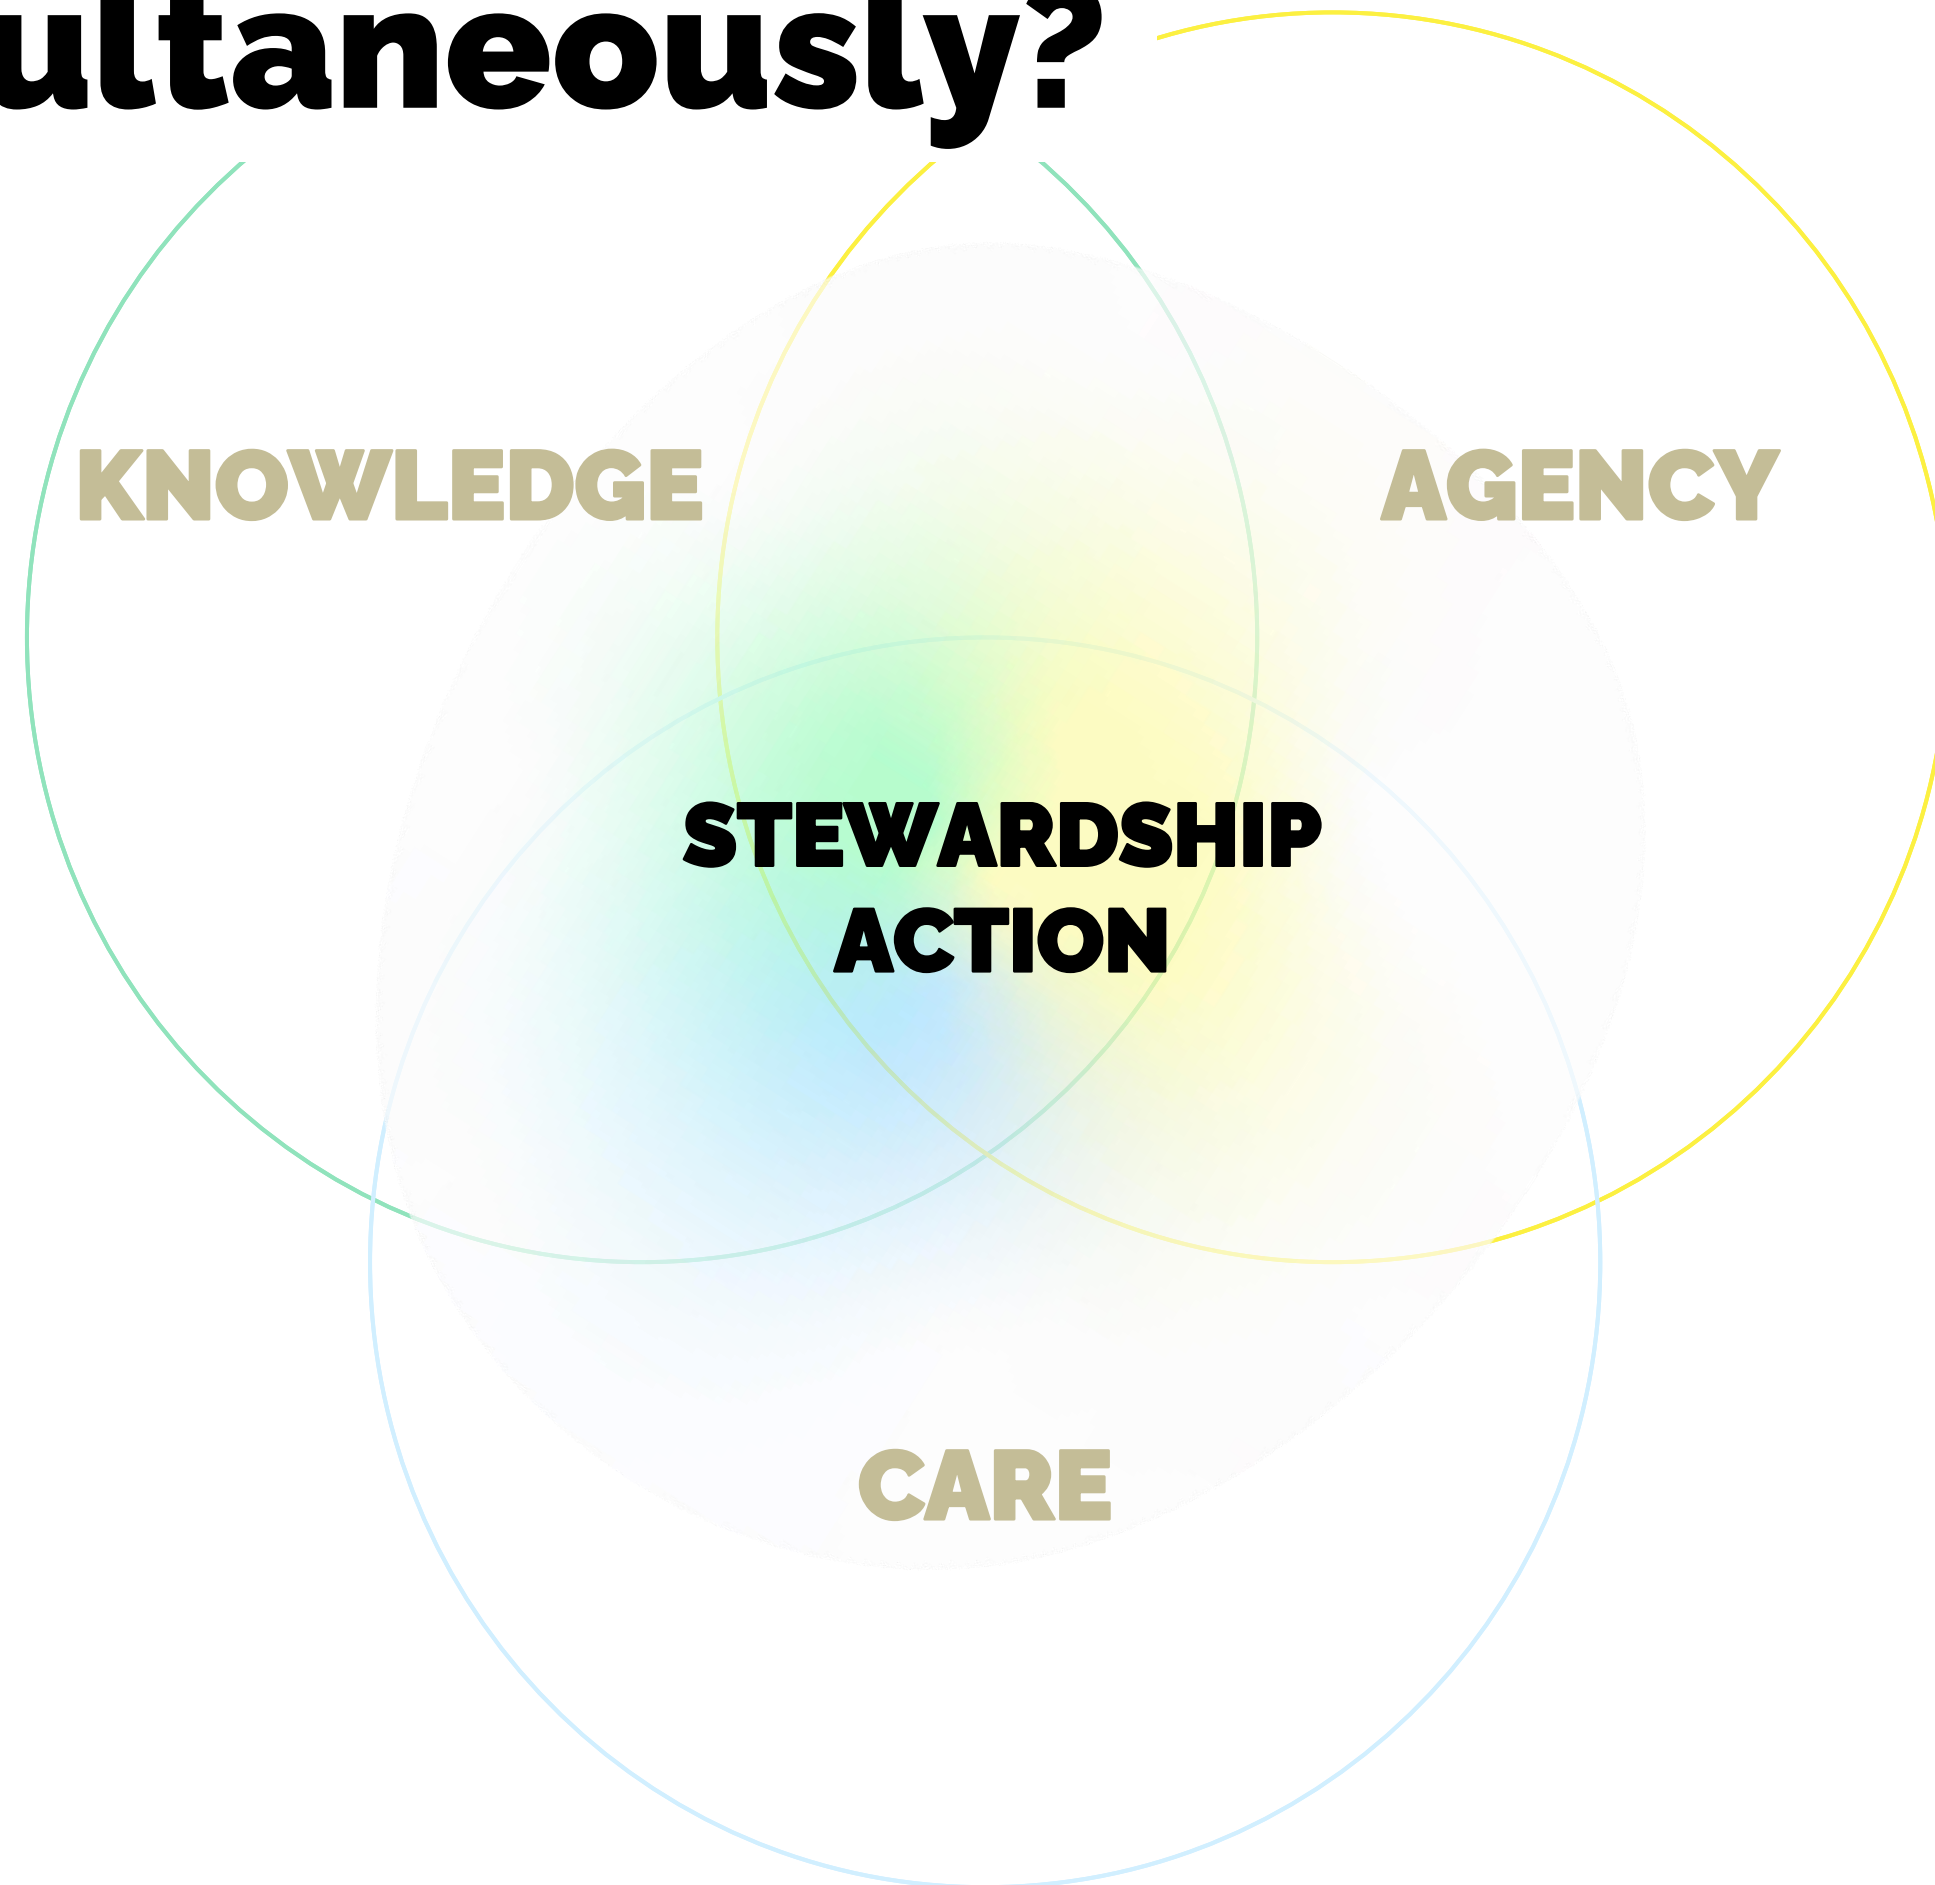 ultaneously?
KNOWLEDGE
AGENCY
STEWARDSHIP
ACTION
CARE